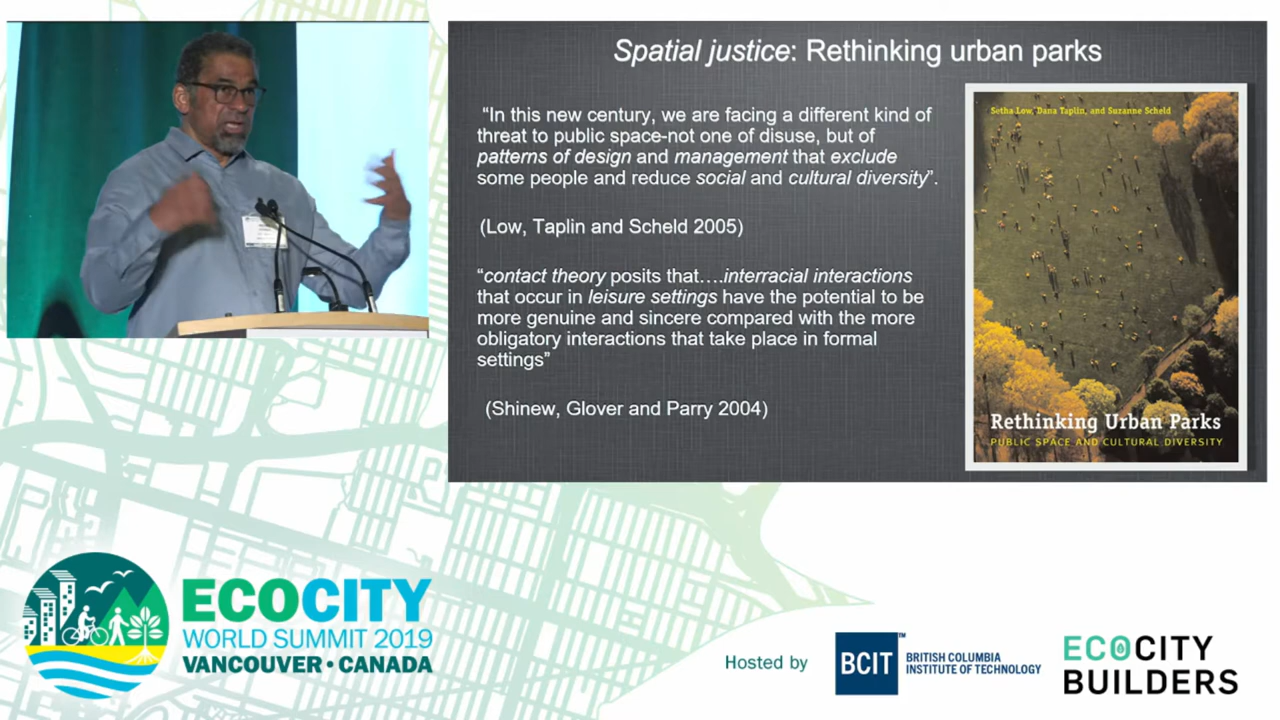 Spatial justice: Rethinking urban parks
“In this new century, we are facing a different kind of
threat to public space-not one of disuse, but of
patterns of design and management that exclude
some people and reduce social and cultural diversity”.
(Low, Taplin and Scheld 2005)
“contact theory posits that….interracial interactions
that occur in leisure settings have the potential to be
more genuine and sincere compared with the more
obligatory interactions that take place in formal
settings”
(Shinew, Glover and Parry 2004)
Setha Low, Dana Taplin, and Suzanne Scheld
Rethinking Urban Parks
PUBLIC SPACE AND CULTURAL DIVERSITY
ECOCITY
WORLD SUMMIT 2019
VANCOUVER • CANADA
Hosted by
BCIT™
BRITISH COLUMBIA
INSTITUTE OF TECHNOLOGY
ECOCITY
BUILDERS